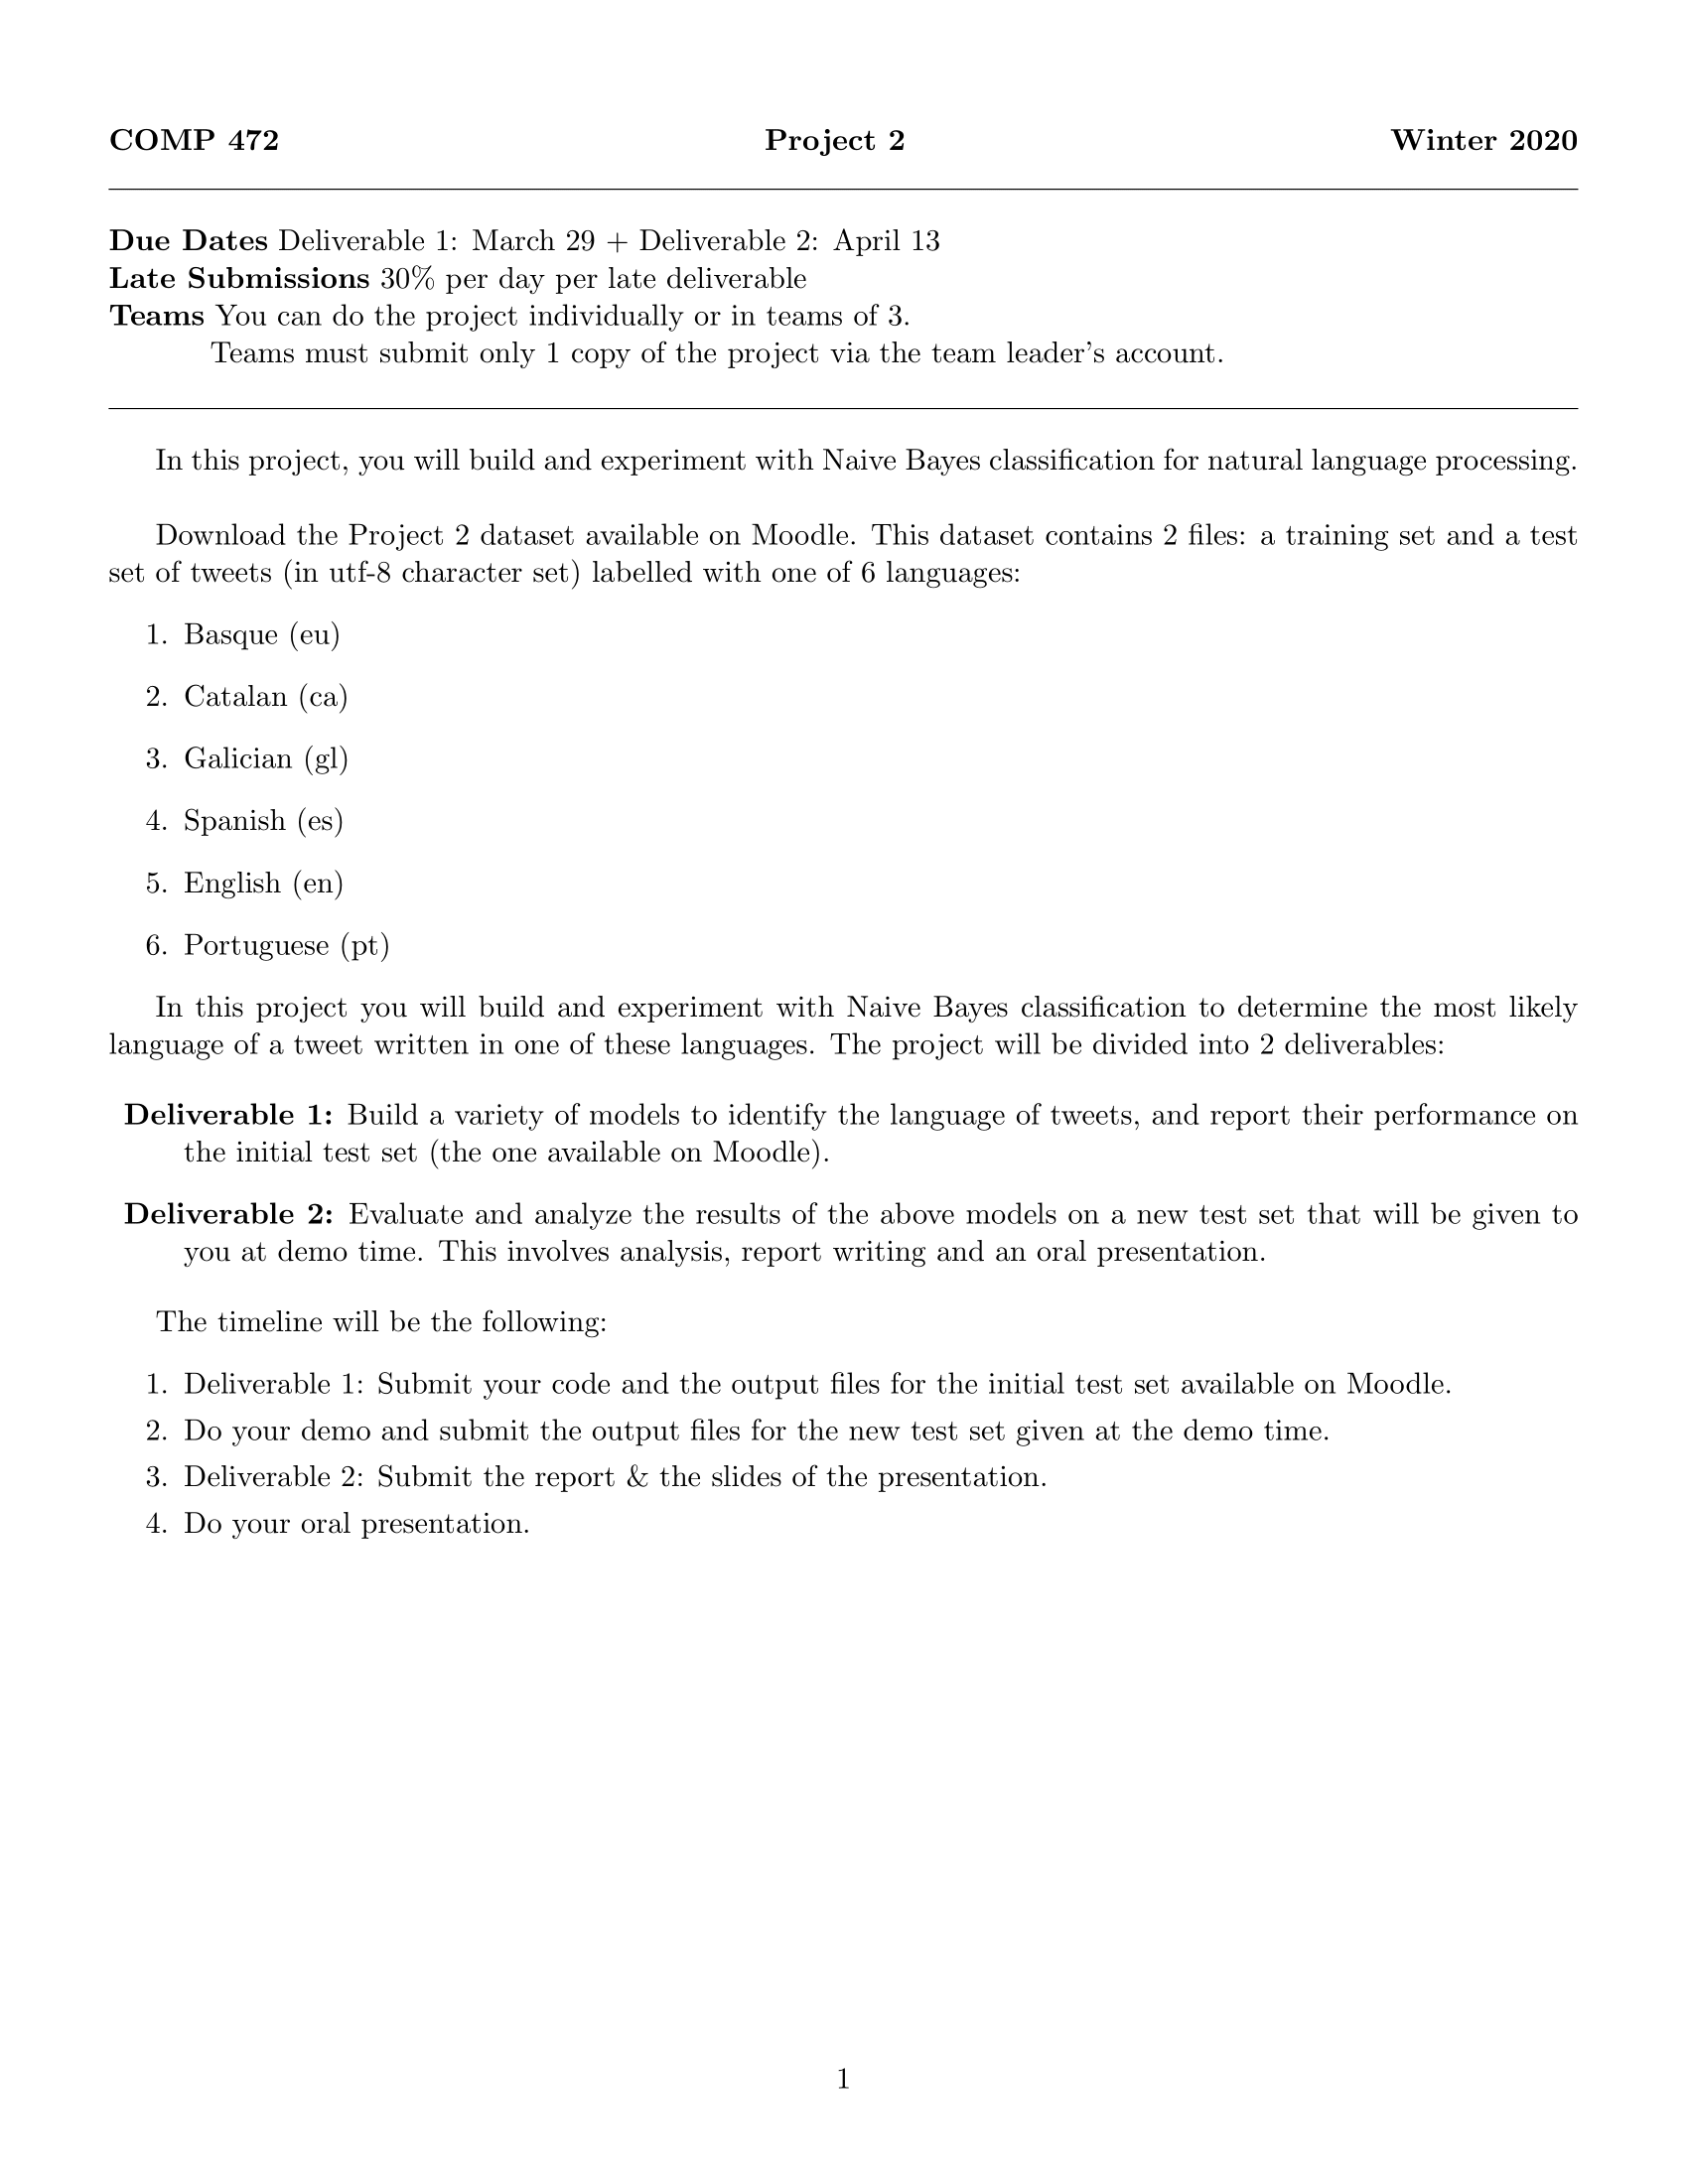 COMP 472 Project 2 Winter 2020
Due Dates Deliverable 1: March 29 + Deliverable 2: April 13
Late Submissions 30% per day per late deliverable
Teams You can do the project individually or in teams of 3.
Teams must submit only 1 copy of the project via the team leader's account.
In this project, you will build and experiment with Naive Bayes classification for natural language processing.
Download the Project 2 dataset available on Moodle. This dataset contains 2 files: a training set and a test
set of tweets (in utf-8 character set) labelled with one of 6 languages:
1. Basque (eu)
2. Catalan (ca)
3. Galician (gl)
4. Spanish (es)
5. English (en)
6. Portuguese (pt)
In this project you will build and experiment with Naive Bayes classification to determine the most likely
language of a tweet written in one of these languages. The project will be divided into 2 deliverables:
Deliverable 1: Build a variety of models to identify the language of tweets, and report their performance on
the initial test set (the one available on Moodle).
Deliverable 2: Evaluate and analyze the results of the above models on a new test set that will be given to
you at demo time. This involves analysis, report writing and an oral presentation.
The timeline will be the following:
1. Deliverable 1: Submit your code and the output files for the initial test set available on Moodle.
2. Do your demo and submit the output files for the new test set given at the demo time.
3. Deliverable 2: Submit the report & the slides of the presentation.
4. Do your oral presentation.
1